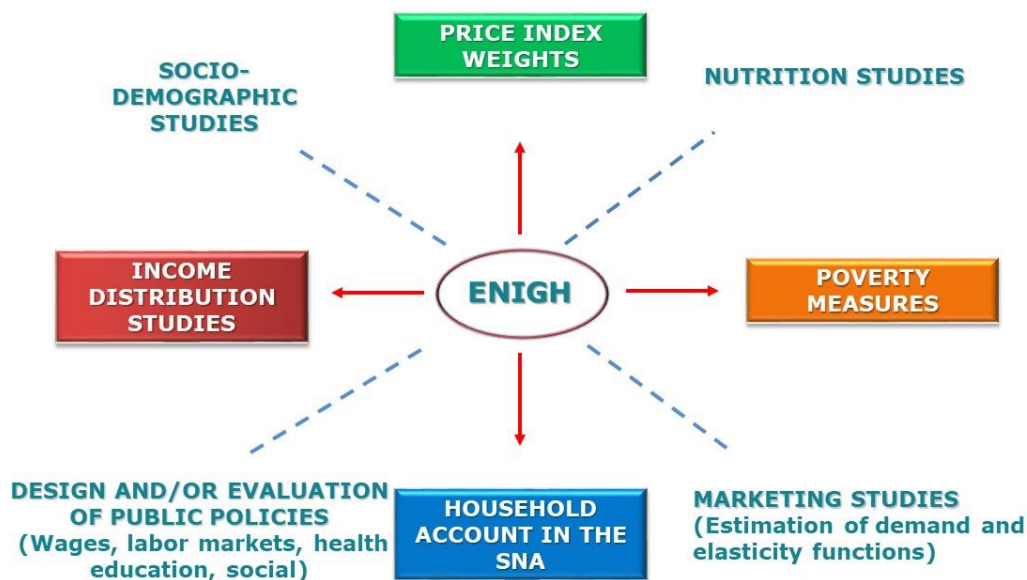 PRICE INDEX
WEIGHTS
SOCIO-
DEMOGRAPHIC
STUDIES
NUTRITION STUDIES
INCOME
DISTRIBUTION
STUDIES
ENIGH
POVERTY
MEASURES
DESIGN AND/OR EVALUATION
OF PUBLIC POLICIES
(Wages, labor markets, health
education, social)
HOUSEHOLD
ACCOUNT IN THE
SNA
MARKETING STUDIES
(Estimation of demand and
elasticity functions)